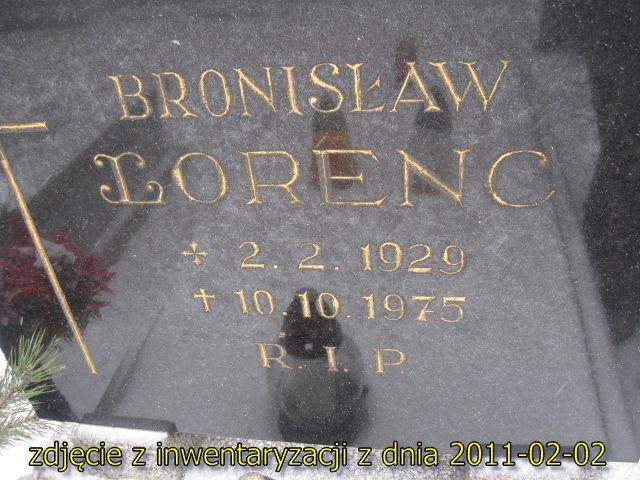 BRONISŁAW
LORENC
✢ 2. 2. 1929
✝ 10.10.1975
R. I. P
zdjęcie z inwentaryzacji z dnia 2011-02-02